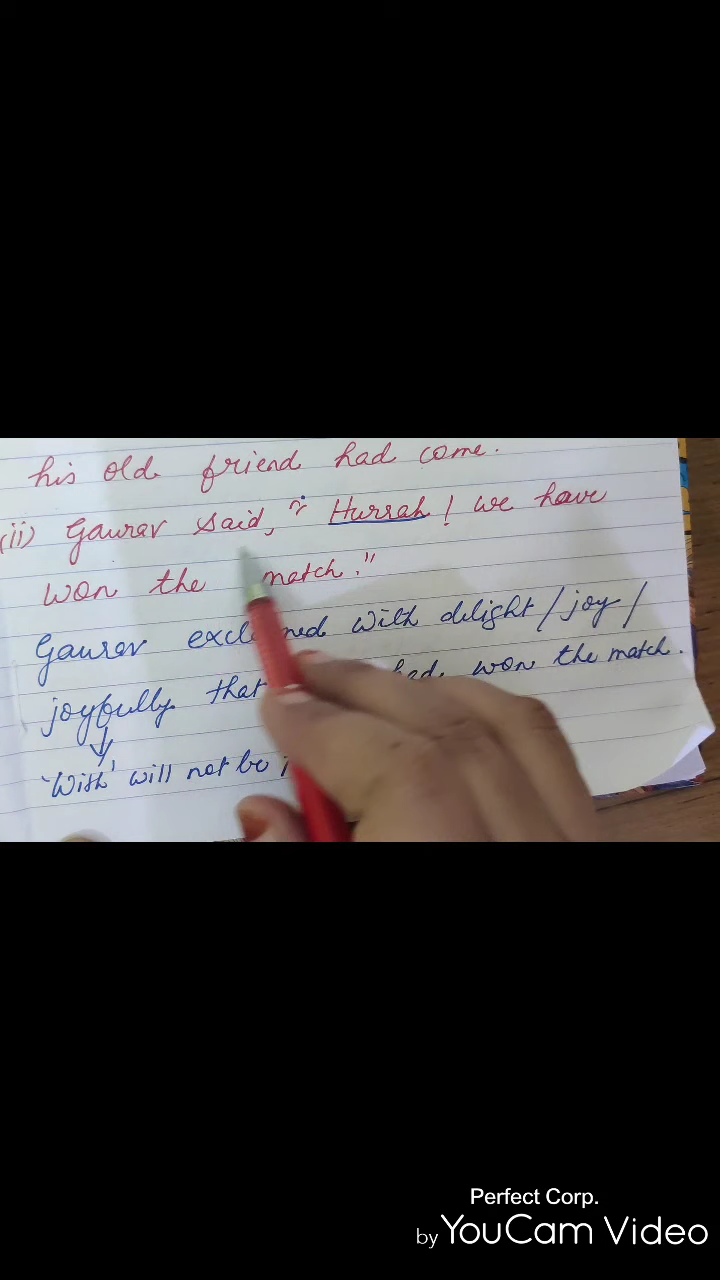 his old friend had come.
(ii) Gaurav said, " Hurrah ! we have
won the match."
Gaurav with delight / joy /
joyfully that had won the match.
'With' will not be
Perfect Corp.
by YouCam Video